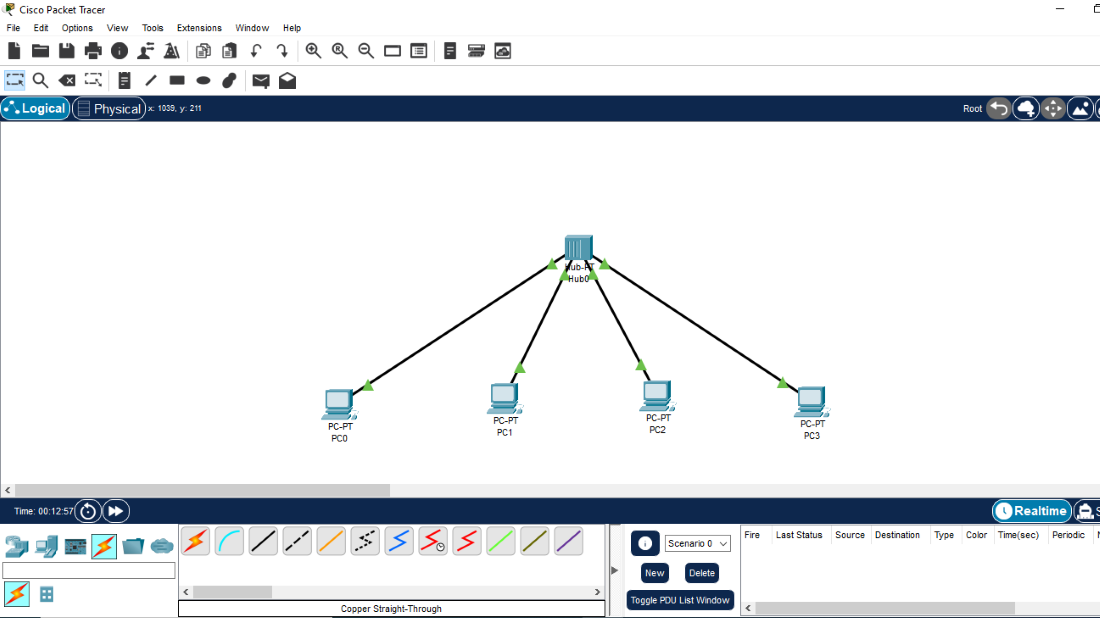 Cisco Packet Tracer
File Edit Options View Tools Extensions Window Help
Logical Physical x: 1039, y: 211 Root
Hub-PT
Hub0
PC-PT
PC0
PC-PT
PC1
PC-PT
PC2
PC-PT
PC3
Time: 00:12:57 Realtime S
Scenario 0
Fire Last Status Source Destination Type Color Time(sec) Periodic N
New Delete
Toggle PDU List Window
Copper Straight-Through